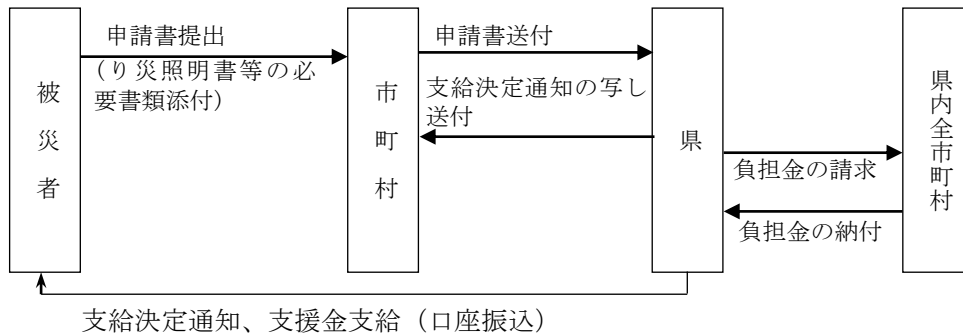 被災者
申請書提出
（り災照明書等の必
要書類添付）
市町村
申請書送付
支給決定通知の写し
送付
県
負担金の請求
負担金の納付
県内全市町村
支給決定通知、支援金支給（口座振込）